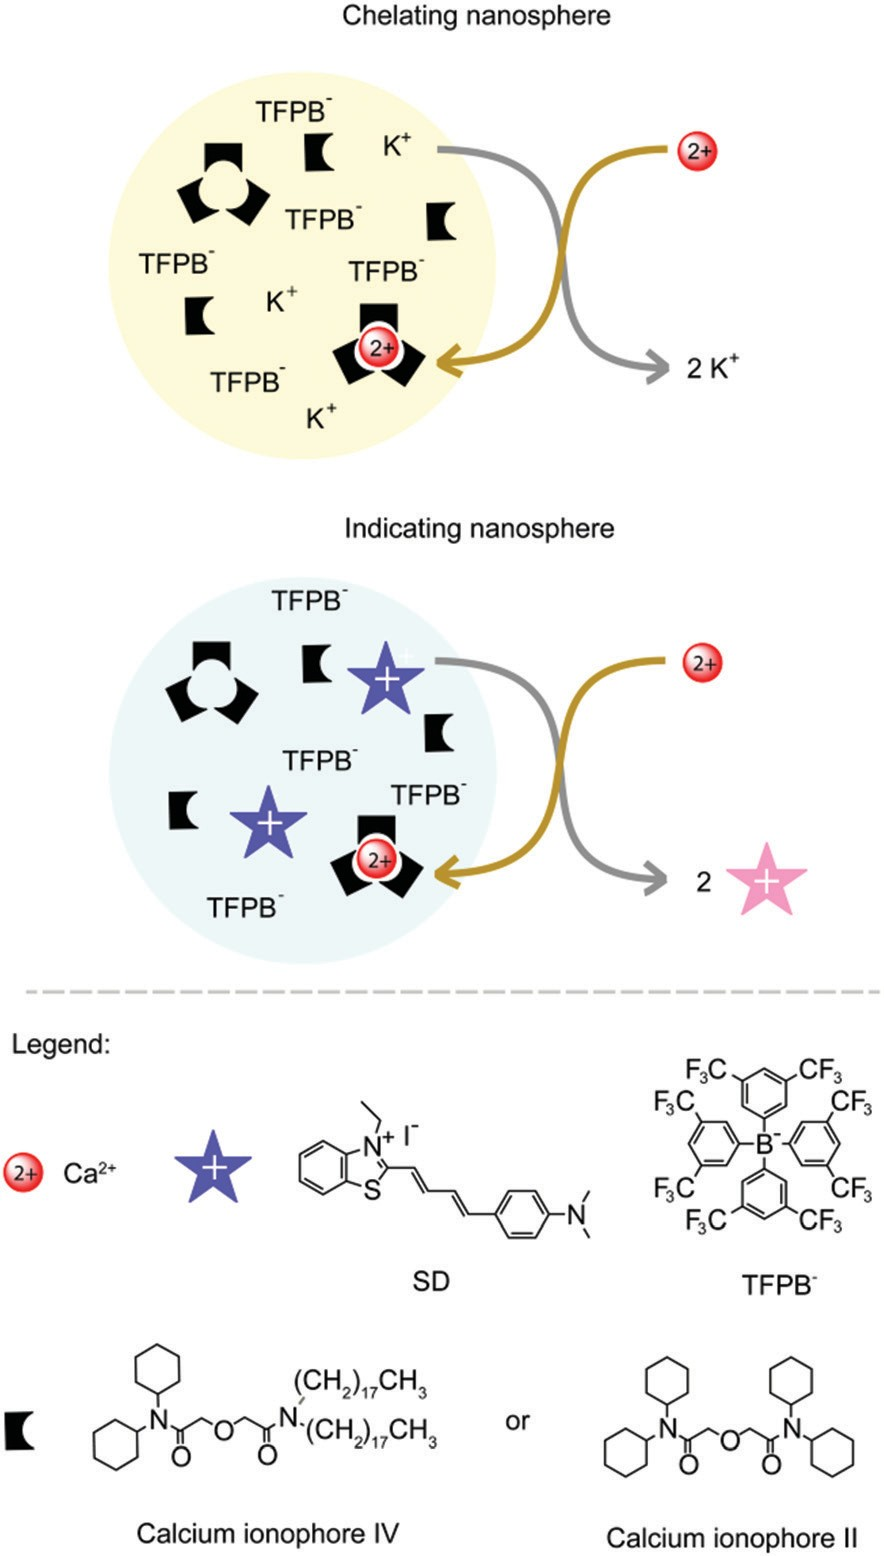 Chelating nanosphere
TFPB⁻
K⁺
2+
TFPB⁻
TFPB⁻
TFPB⁻
K⁺
2+
2 K⁺
TFPB⁻
K⁺
Indicating nanosphere
TFPB⁻
+
2+
TFPB⁻
TFPB⁻
+
2+
2 +
TFPB⁻
Legend:
2+ Ca²⁺
+
N⁺ I⁻
S
N
SD
F₃C CF₃
F₃C CF₃
B⁻
F₃C CF₃
F₃C CF₃
TFPB⁻
(CH₂)₁₇CH₃
N O N
(CH₂)₁₇CH₃
O O
Calcium ionophore IV
or
N O N
O O
Calcium ionophore II